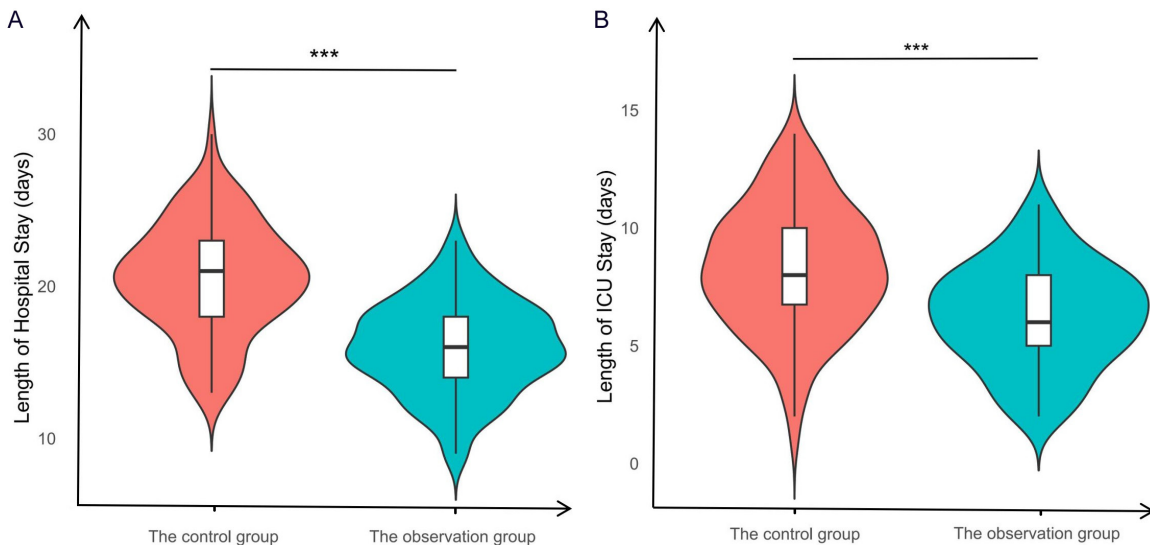 A
***
Length of Hospital Stay (days)
30
20
10
The control group
The observation group
B
***
Length of ICU Stay (days)
15
10
5
0
The control group
The observation group